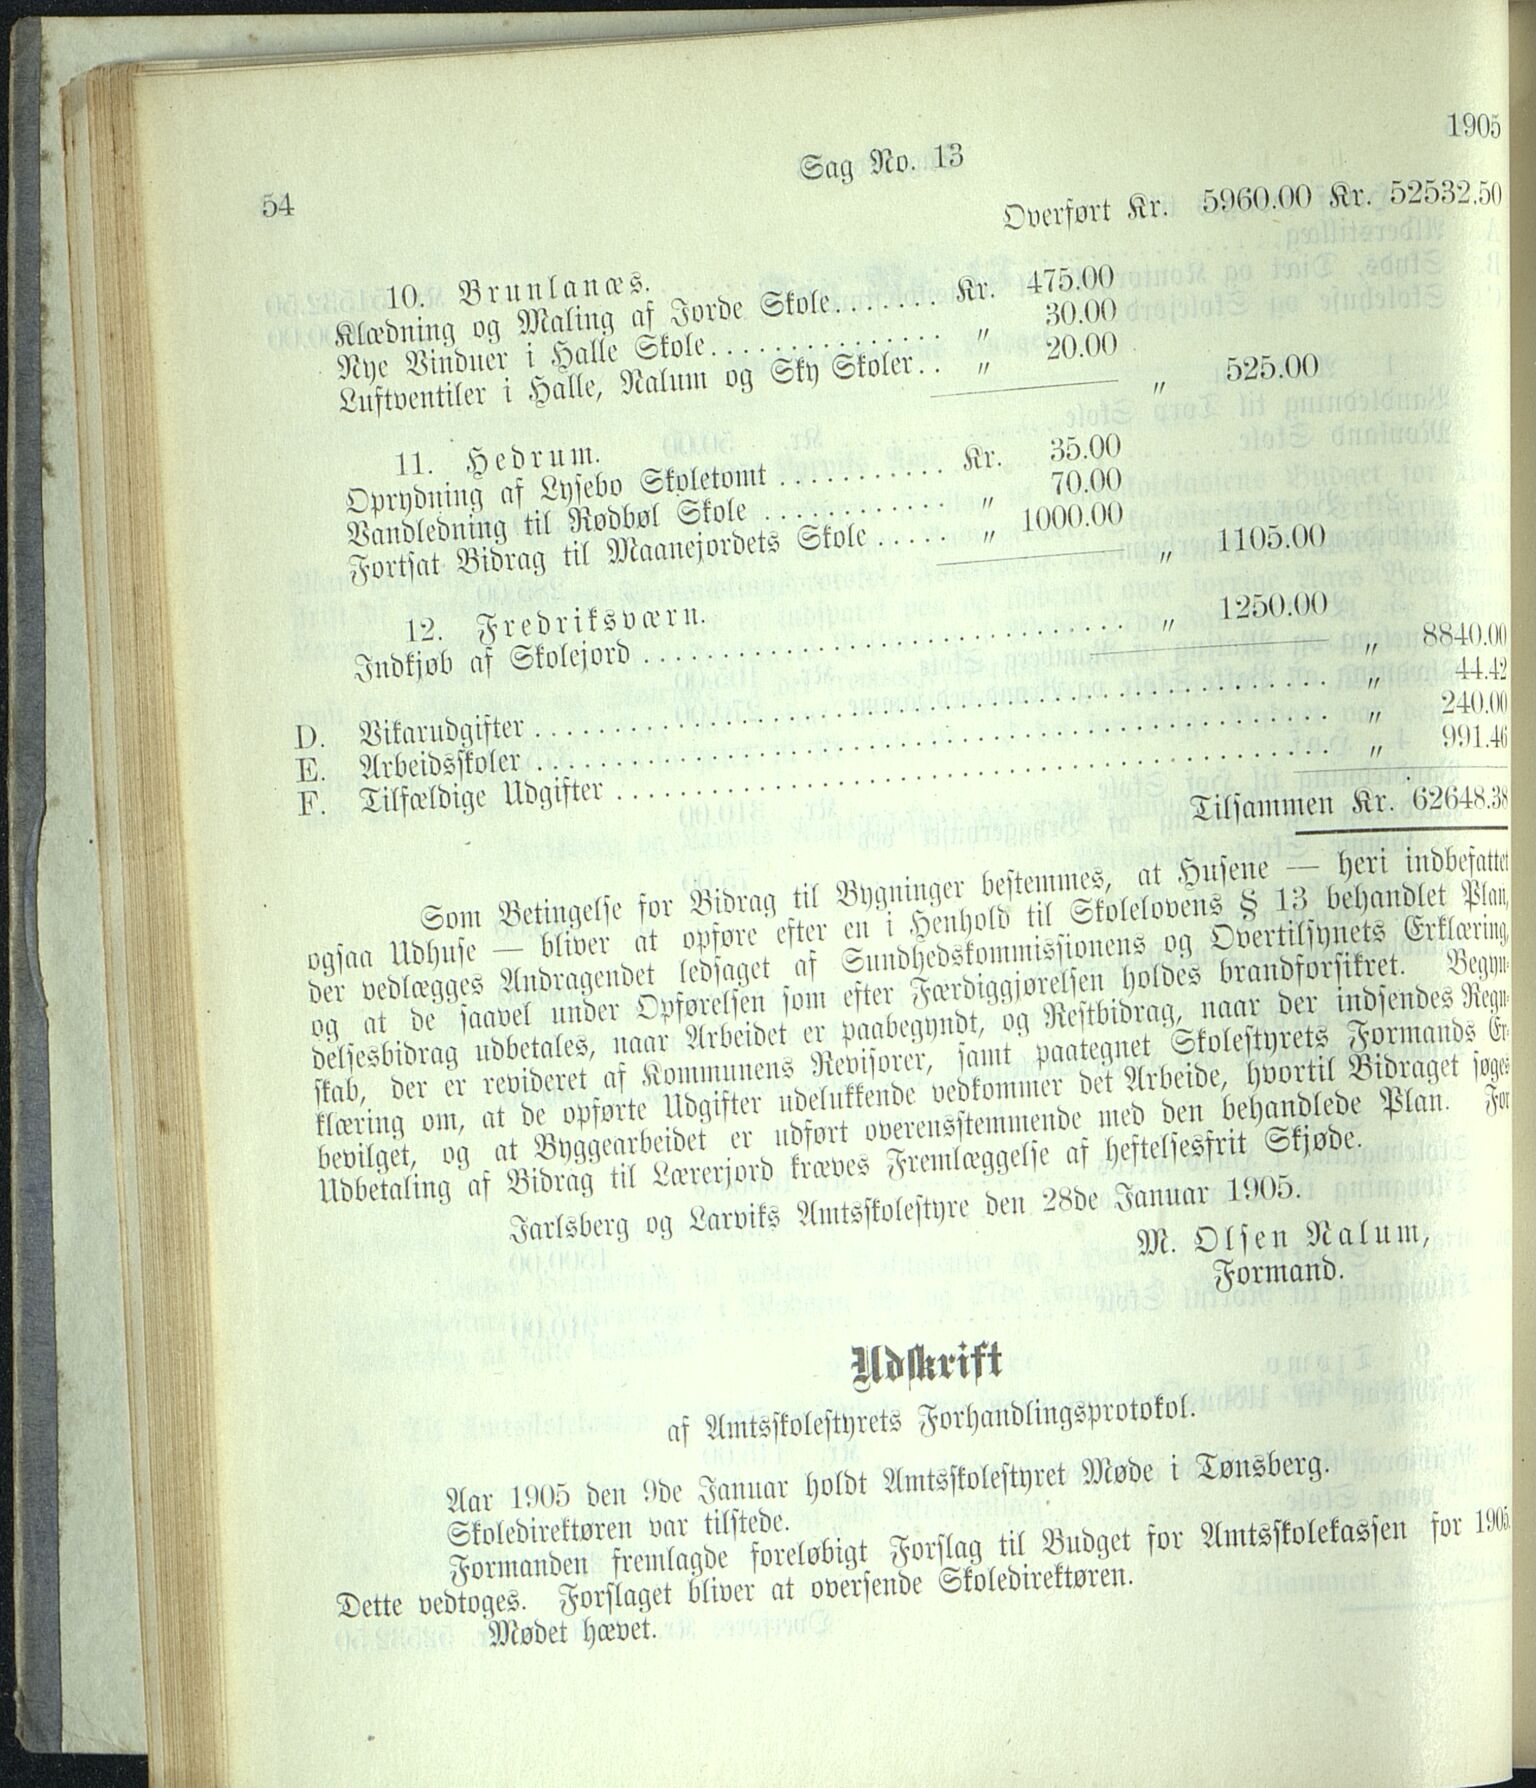 54
Sag No. 13
1905
Overført Kr. 5960.00 Kr. 52532.50
10. Brunlanæs.
Klædning og Maling af Jorde Skole....... Kr. 475.00
Nye Vinduer i Halle Skole............... " 30.00
Luftventiler i Halle, Nalum og Sky Skoler.. " 20.00
" 525.00
11. Hedrum.
Oprydning af Lysebo Skoletomt ........... Kr. 35.00
Vandledning til Rødbøl Skole ............ " 70.00
Fortsat Bidrag til Maanejordets Skole ..... " 1000.00
" 1105.00
12. Fredriksværn.
Indkjøb af Skolejord ............................... " 1250.00
" 8840.00
D. Vikarudgifter ................................................ " 44.42
E. Arbeidsskoler ................................................ " 240.00
F. Tilfældige Udgifter ........................................... " 991.46
Tilsammen Kr. 62648.38
Som Betingelse for Bidrag til Bygninger bestemmes, at Husene — heri indbefattet
ogsaa Udhuse — bliver at opføre efter en i Henhold til Skolelovens § 13 behandlet Plan,
der vedlægges Andragendet ledsaget af Sundhedskommissionens og Overtilsynets Erklæring,
og at de saavel under Opførelsen som efter Færdiggjørelsen holdes brandforsikret. Begyn-
delsesbidrag udbetales, naar Arbeidet er paabegyndt, og Restbidrag, naar der indsendes Regn-
skab, der er revideret af Kommunens Revisorer, samt paategnet Skolestyrets Formands Er-
klæring om, at de opførte Udgifter udelukkende vedkommer det Arbeide, hvortil Bidraget søges
bevilget, og at Byggearbeidet er udført overensstemmende med den behandlede Plan. For
Udbetaling af Bidrag til Lærerjord kræves Fremlæggelse af heftelsesfrit Skjøde.
Jarlsberg og Larviks Amtsskolestyre den 28de Januar 1905.
M. Olsen Nalum,
Formand.
Udskrift
af Amtsskolestyrets Forhandlingsprotokol.
Aar 1905 den 9de Januar holdt Amtsskolestyret Møde i Tønsberg.
Skoledirektøren var tilstede.
Formanden fremlagde foreløbigt Forslag til Budget for Amtsskolekassen for 1905.
Dette vedtoges. Forslaget bliver at oversende Skoledirektøren.
Mødet hævet.